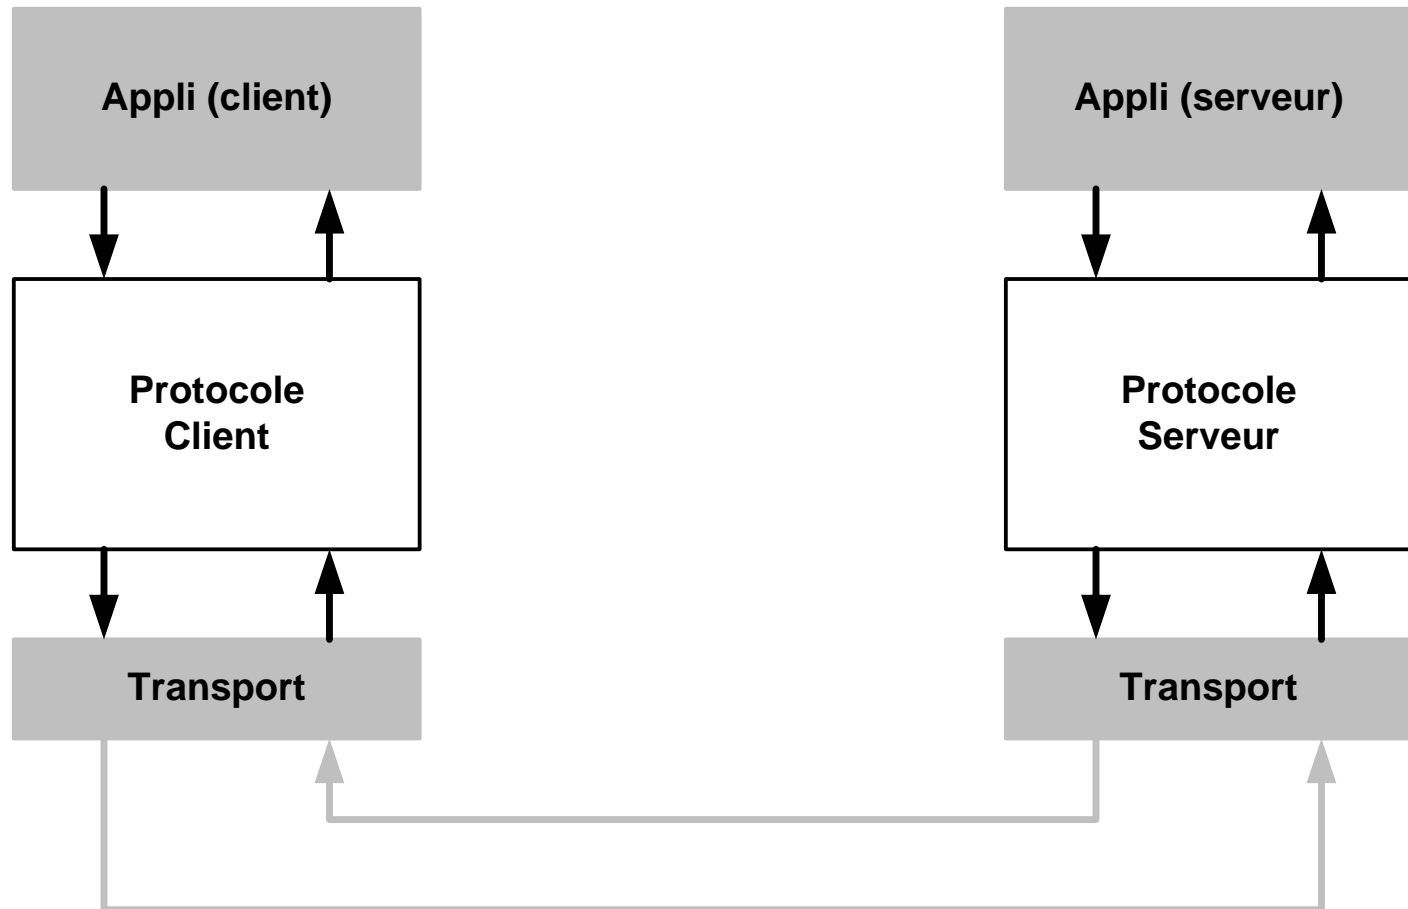 Appli (client)
Appli (serveur)
Protocole
Client
Protocole
Serveur
Transport
Transport